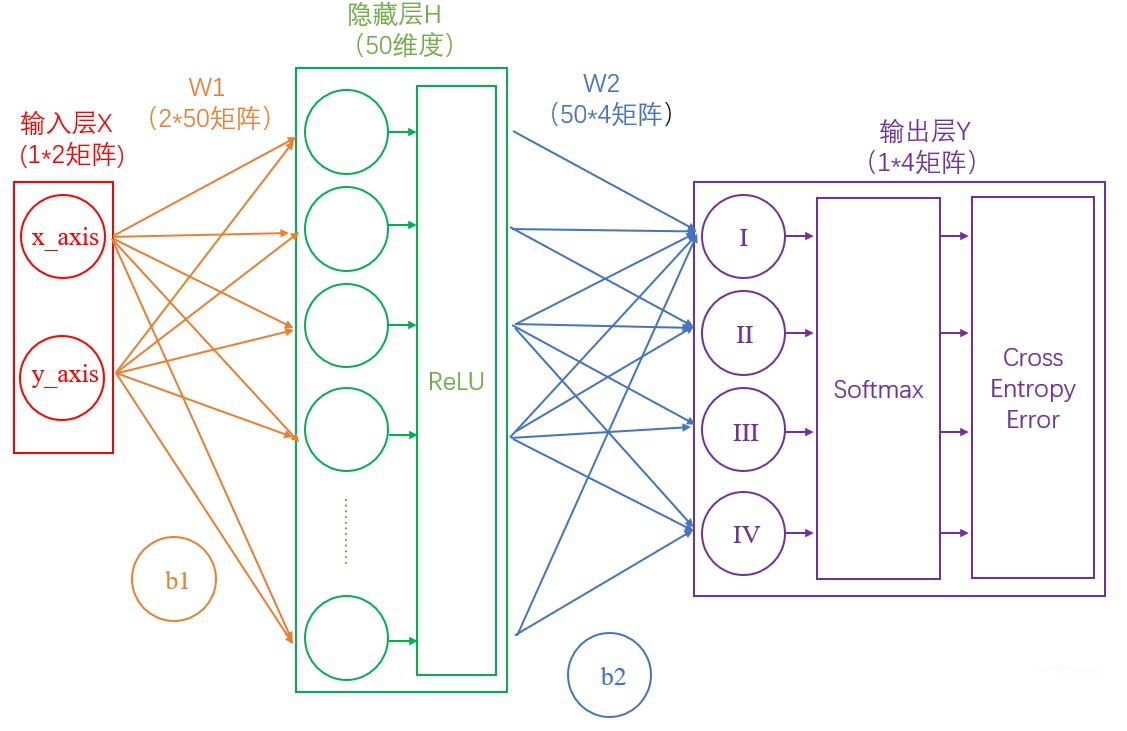 隐藏层H
（50维度）
W1
（2*50矩阵）
W2
（50*4矩阵）
输入层X
(1*2矩阵)
输出层Y
（1*4矩阵）
x_axis
y_axis
ReLU
I
II
III
IV
Softmax
Cross
Entropy
Error
b1
b2